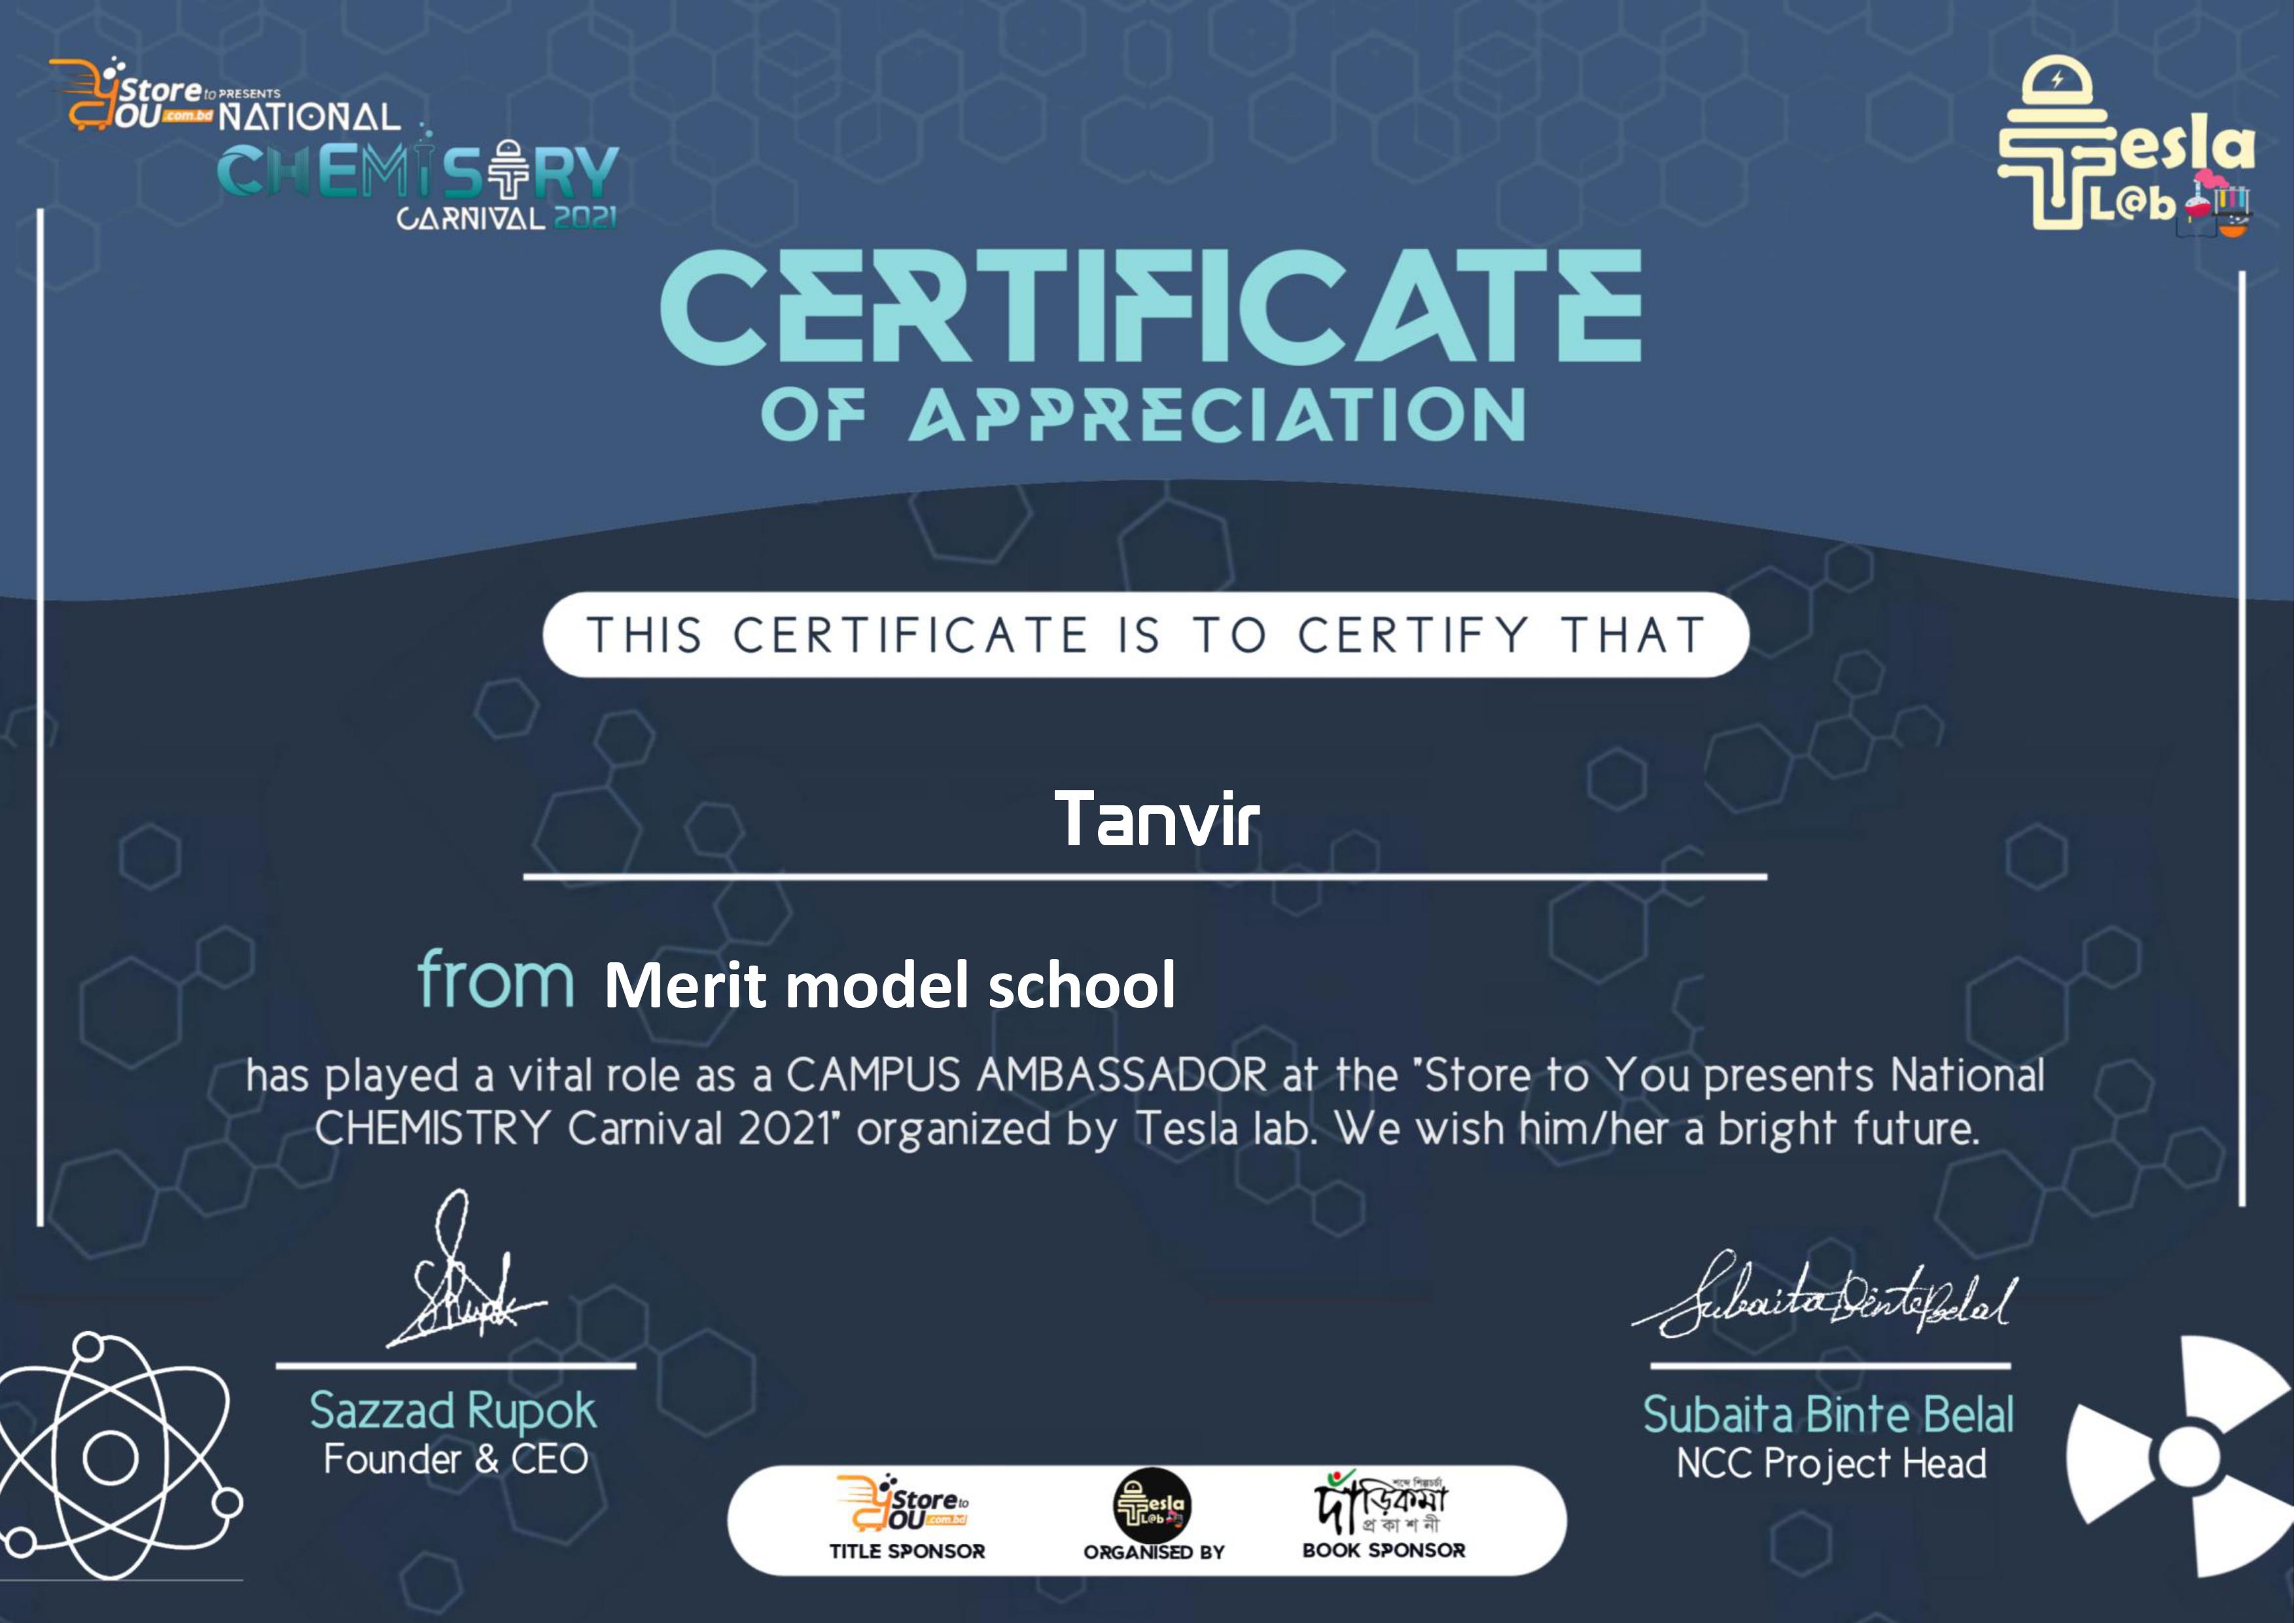 Store to
YOU.com.bd
PRESENTS
NATIONAL
CHEMISTRY
CARNIVAL 2021
Tesla
L@b
CERTIFICATE
OF APPRECIATION
THIS CERTIFICATE IS TO CERTIFY THAT
Tanvir
from Merit model school
has played a vital role as a CAMPUS AMBASSADOR at the "Store to You presents National
CHEMISTRY Carnival 2021" organized by Tesla lab. We wish him/her a bright future.
Subaita Binte Belal
Sazzad Rupok
Founder & CEO
Subaita Binte Belal
NCC Project Head
Store to
YOU.com.bd
TITLE SPONSOR
Tesla
L@b
ORGANISED BY
শব্দে শিল্পচর্চা
দাঁড়িকমা
প্রকাশনী
BOOK SPONSOR